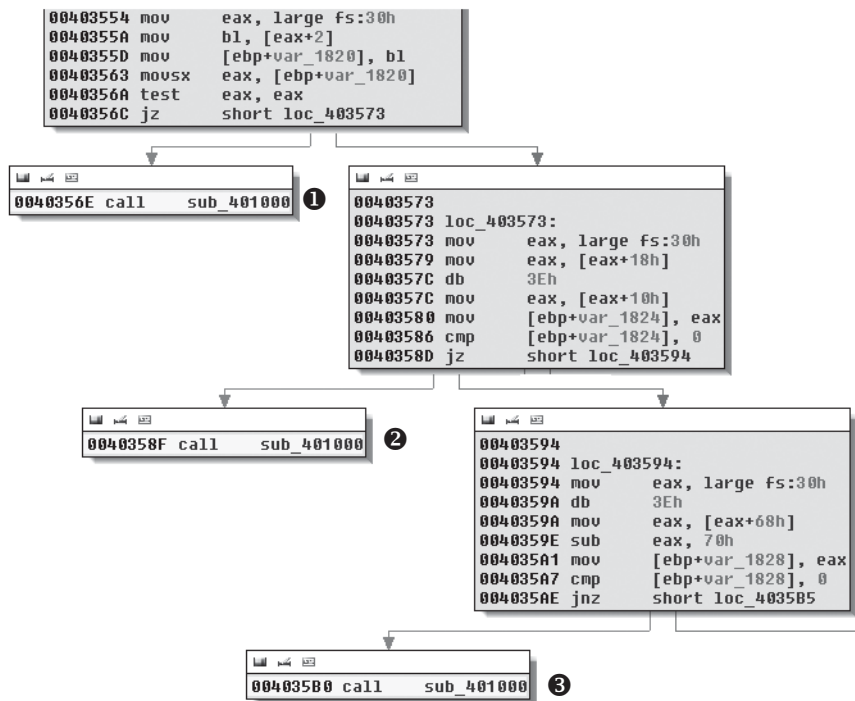 00403554 mov eax, large fs:30h
0040355A mov bl, [eax+2]
0040355D mov [ebp+var_1820], bl
00403563 movsx eax, [ebp+var_1820]
0040356A test eax, eax
0040356C jz short loc_403573
0040356E call sub_401000 ❶
00403573
00403573 loc_403573:
00403573 mov eax, large fs:30h
00403579 mov eax, [eax+18h]
0040357C db 3Eh
0040357C mov eax, [eax+10h]
00403580 mov [ebp+var_1824], eax
00403586 cmp [ebp+var_1824], 0
0040358D jz short loc_403594
0040358F call sub_401000 ❷
00403594
00403594 loc_403594:
00403594 mov eax, large fs:30h
0040359A db 3Eh
0040359A mov eax, [eax+68h]
0040359E sub eax, 70h
004035A1 mov [ebp+var_1828], eax
004035A7 cmp [ebp+var_1828], 0
004035AE jnz short loc_4035B5
004035B0 call sub_401000 ❸